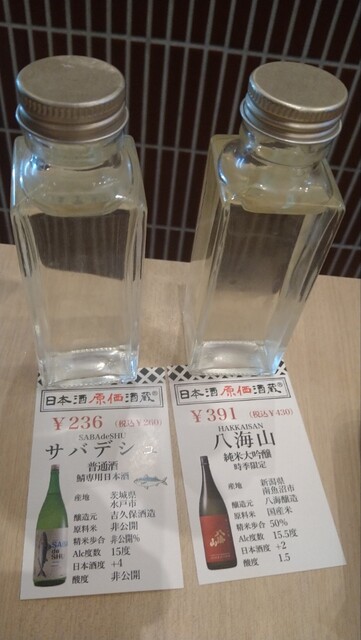 日本酒原価酒蔵®
¥236 (税込¥260)
SABAdeSHU
サバデシュ
普通酒
鯖専用日本酒
産地 茨城県
水戸市
醸造元 吉久保酒造
原料米 非公開
精米歩合 非公開%
Alc度数 15度
日本酒度 +4
酸度 非公開
日本酒原価酒蔵®
¥391 (税込¥430)
HAKKAISAN
八海山
純米大吟醸
時季限定
産地 新潟県
南魚沼市
醸造元 八海醸造
原料米 国産米
精米歩合 50%
Alc度数 15.5度
日本酒度 +2
酸度 1.5